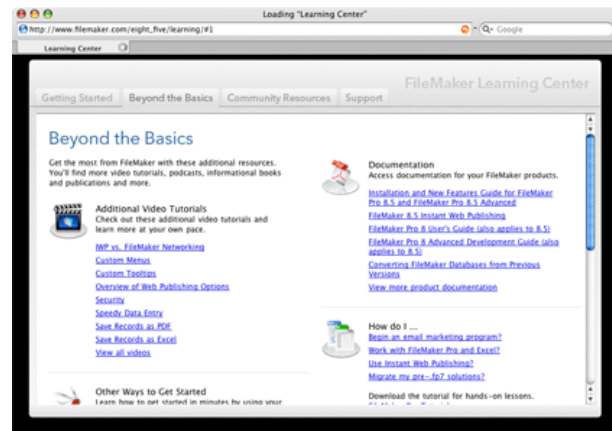 Loading "Learning Center"
http://www.filemaker.com/eight_five/learning/#1
Google
Learning Center
FileMaker Learning Center
Getting Started
Beyond the Basics
Community Resources
Support
Beyond the Basics
Get the most from FileMaker with these additional resources.
You'll find more video tutorials, podcasts, informational books
and publications and more.
Additional Video Tutorials
Check out these additional video tutorials and
learn more at your own pace.
IWP vs. FileMaker Networking
Custom Menus
Custom Tooltips
Overview of Web Publishing Options
Security
Speedy Data Entry
Save Records as PDF
Save Records as Excel
View all videos
Other Ways to Get Started
Learn how to get started in minutes by using your
Documentation
Access documentation for your FileMaker products.
Installation and New Features Guide for FileMaker
Pro 8.5 and FileMaker Pro 8.5 Advanced
FileMaker 8.5 Instant Web Publishing
FileMaker Pro 8 User's Guide (also applies to 8.5)
FileMaker Pro 8 Advanced Development Guide (also
applies to 8.5)
Converting FileMaker Databases from Previous
Versions
View more product documentation
How do I ....
Begin an email marketing program?
Work with FileMaker Pro and Excel?
Use Instant Web Publishing?
Migrate my pre-.fp7 solutions?
Download the tutorial for hands-on lessons.